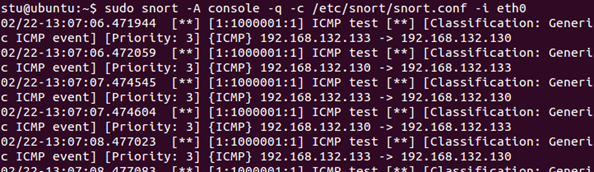 stu@ubuntu:~$ sudo snort -A console -q -c /etc/snort/snort.conf -i eth0
02/22-13:07:06.471944  [**] [1:1000001:1] ICMP test [**] [Classification: Generi
c ICMP event] [Priority: 3] {ICMP} 192.168.132.133 -> 192.168.132.130
02/22-13:07:06.472059  [**] [1:1000001:1] ICMP test [**] [Classification: Generi
c ICMP event] [Priority: 3] {ICMP} 192.168.132.130 -> 192.168.132.133
02/22-13:07:07.474545  [**] [1:1000001:1] ICMP test [**] [Classification: Generi
c ICMP event] [Priority: 3] {ICMP} 192.168.132.133 -> 192.168.132.130
02/22-13:07:07.474604  [**] [1:1000001:1] ICMP test [**] [Classification: Generi
c ICMP event] [Priority: 3] {ICMP} 192.168.132.130 -> 192.168.132.133
02/22-13:07:08.477023  [**] [1:1000001:1] ICMP test [**] [Classification: Generi
c ICMP event] [Priority: 3] {ICMP} 192.168.132.133 -> 192.168.132.130
02/22-13:07:08.477083  [**] [1:1000001:1] ICMP test [**] [Classification: Generi